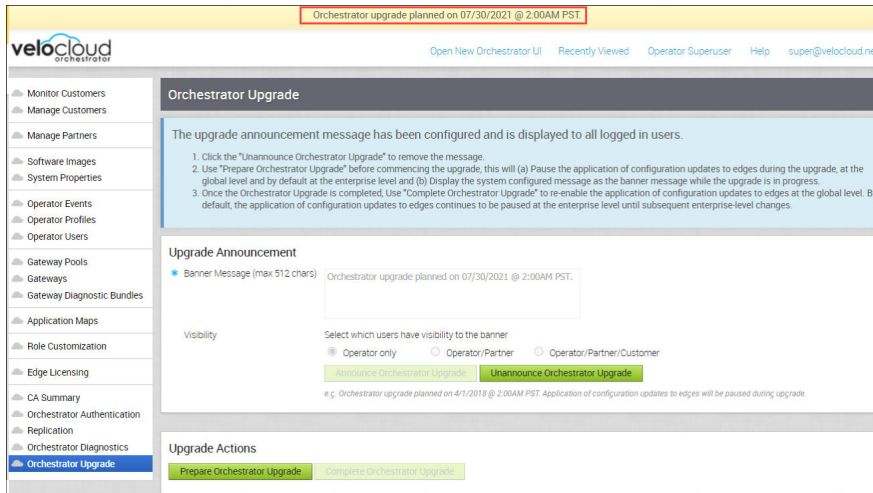 Orchestrator upgrade planned on 07/30/2021 @ 2:00AM PST.
velocloud
orchestrator
Open New Orchestrator UI Recently Viewed Operator Superuser Help super@velocloud.ne
Monitor Customers
Manage Customers
Manage Partners
Software Images
System Properties
Operator Events
Operator Profiles
Operator Users
Gateway Pools
Gateways
Gateway Diagnostic Bundles
Application Maps
Role Customization
Edge Licensing
CA Summary
Orchestrator Authentication
Replication
Orchestrator Diagnostics
Orchestrator Upgrade
Orchestrator Upgrade
The upgrade announcement message has been configured and is displayed to all logged in users.
1. Click the "Unannounce Orchestrator Upgrade" to remove the message.
2. Use "Prepare Orchestrator Upgrade" before commencing the upgrade, this will (a) Pause the application of configuration updates to edges during the upgrade, at the
global level and by default at the enterprise level and (b) Display the system configured message as the banner message while the upgrade is in progress.
3. Once the Orchestrator Upgrade is completed, Use "Complete Orchestrator Upgrade" to re-enable the application of configuration updates to edges at the global level. B
default, the application of configuration updates to edges continues to be paused at the enterprise level until subsequent enterprise-level changes.
Upgrade Announcement
* Banner Message (max 512 chars) Orchestrator upgrade planned on 07/30/2021 @ 2:00AM PST.
Visibility Select which users have visibility to the banner
Operator only Operator/Partner Operator/Partner/Customer
Announce Orchestrator Upgrade Unannounce Orchestrator Upgrade
e.g. Orchestrator upgrade planned on 4/1/2018 @ 2:00AM PST. Application of configuration updates to edges will be paused during upgrade.
Upgrade Actions
Prepare Orchestrator Upgrade Complete Orchestrator Upgrade